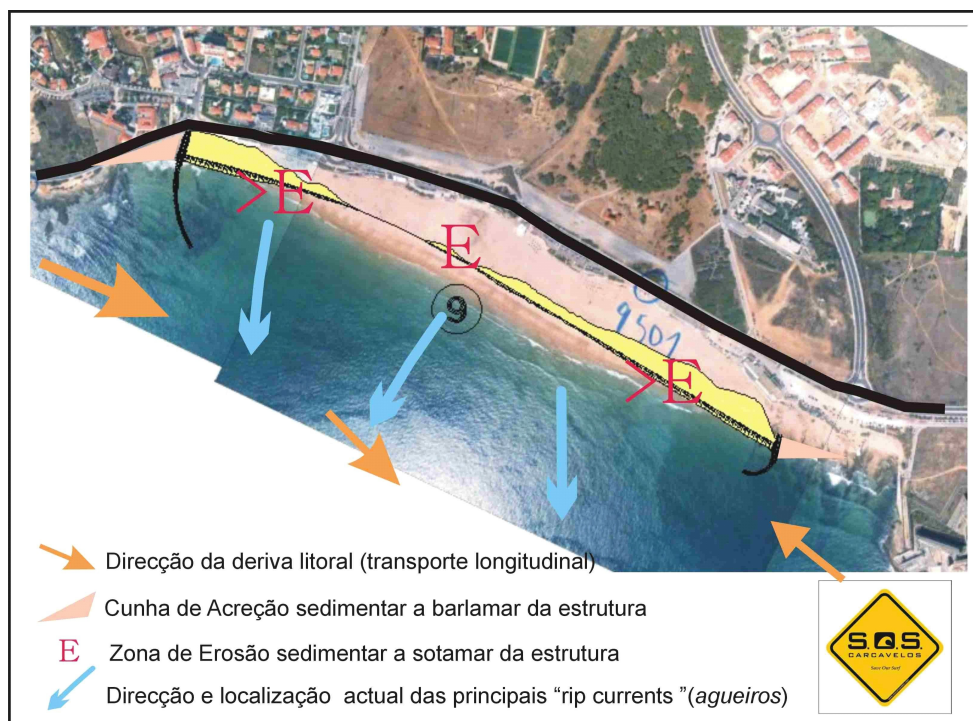 > E
E
9
9501
> E
Direcção da deriva litoral (transporte longitudinal)
Cunha de Acreção sedimentar a barlamar da estrutura
E Zona de Erosão sedimentar a sotamar da estrutura
Direcção e localização actual das principais “rip currents ”(agueiros)
S.O.S.
CARCAVELOS
Save Our Surf